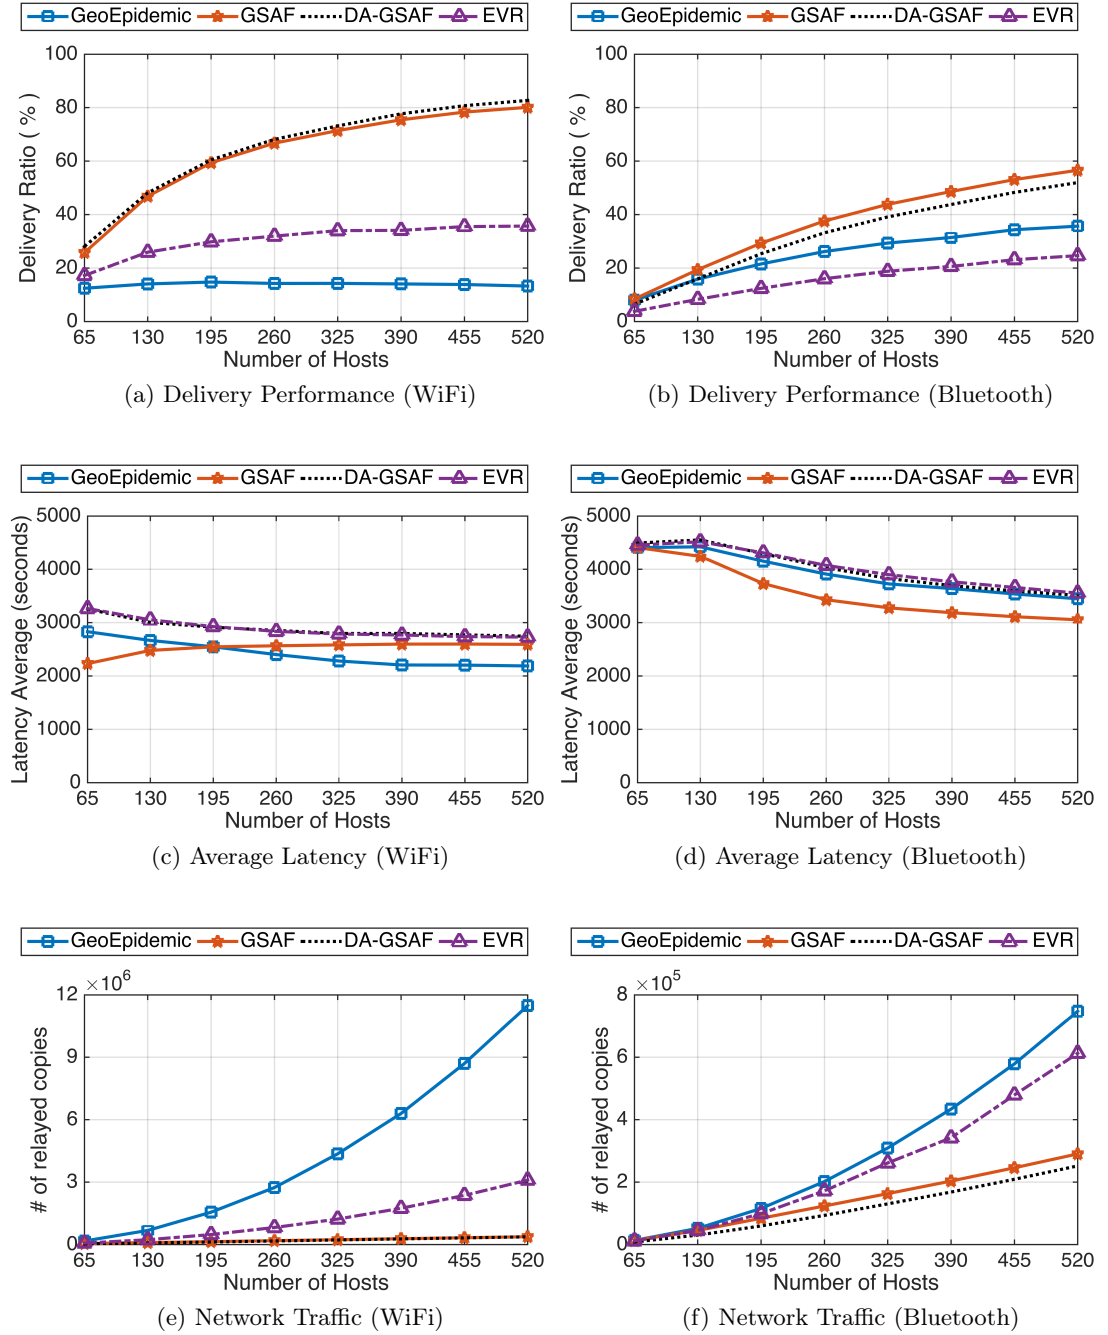 GeoEpidemic GSAF DA-GSAF EVR
100
80
60
40
20
0
Delivery Ratio ( % )
65 130 195 260 325 390 455 520
Number of Hosts
(a) Delivery Performance (WiFi)
GeoEpidemic GSAF DA-GSAF EVR
100
80
60
40
20
0
Delivery Ratio ( % )
65 130 195 260 325 390 455 520
Number of Hosts
(b) Delivery Performance (Bluetooth)
GeoEpidemic GSAF DA-GSAF EVR
5000
4000
3000
2000
1000
0
Latency Average (seconds)
65 130 195 260 325 390 455 520
Number of Hosts
(c) Average Latency (WiFi)
GeoEpidemic GSAF DA-GSAF EVR
5000
4000
3000
2000
1000
0
Latency Average (seconds)
65 130 195 260 325 390 455 520
Number of Hosts
(d) Average Latency (Bluetooth)
GeoEpidemic GSAF DA-GSAF EVR
×10⁶
12
9
6
3
0
# of relayed copies
65 130 195 260 325 390 455 520
Number of Hosts
(e) Network Traffic (WiFi)
GeoEpidemic GSAF DA-GSAF EVR
×10⁵
8
6
4
2
0
# of relayed copies
65 130 195 260 325 390 455 520
Number of Hosts
(f) Network Traffic (Bluetooth)